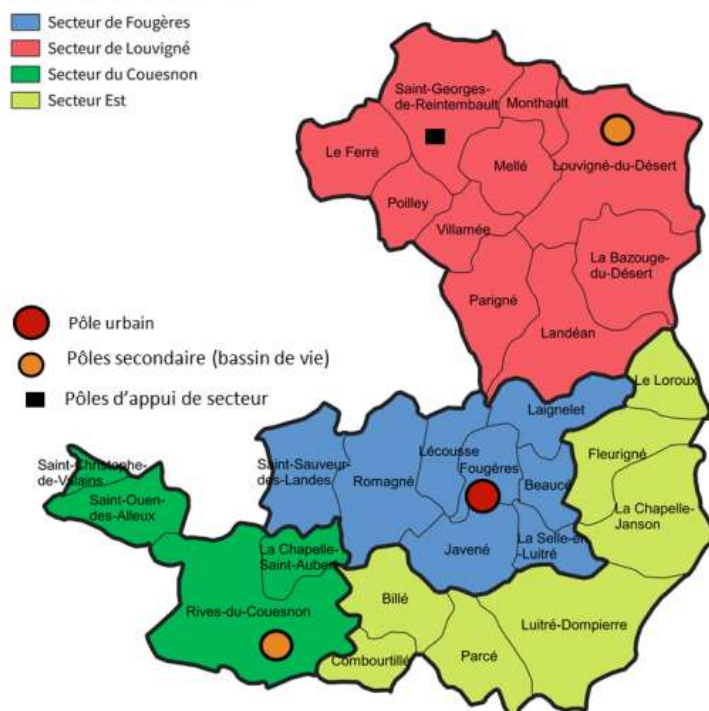 Secteur de Fougères
Secteur de Louvigné
Secteur du Couesnon
Secteur Est
Saint-Georges-
de-Reintembault
Monthault
Le Ferré
Mellé
Louvigné-du-Désert
Poilley
Villamée
La Bazouge-
du-Désert
Parigné
Landéan
Pôle urbain
Pôles secondaire (bassin de vie)
Pôles d'appui de secteur
Le Loroux
Laignelet
Saint-Christophe-
de-Valains
Saint-Ouen-
des-Alleux
Saint-Sauveur-
des-Landes
Romagné
Lécousse
Fougères
Beaucé
Fleurigné
La Chapelle-
Janson
La Chapelle-
Saint-Aubert
Javené
La Selle-en-
-Luitré
Rives-du-Couesnon
Billé
Luitré-Dompierre
Combourtillé
Parcé